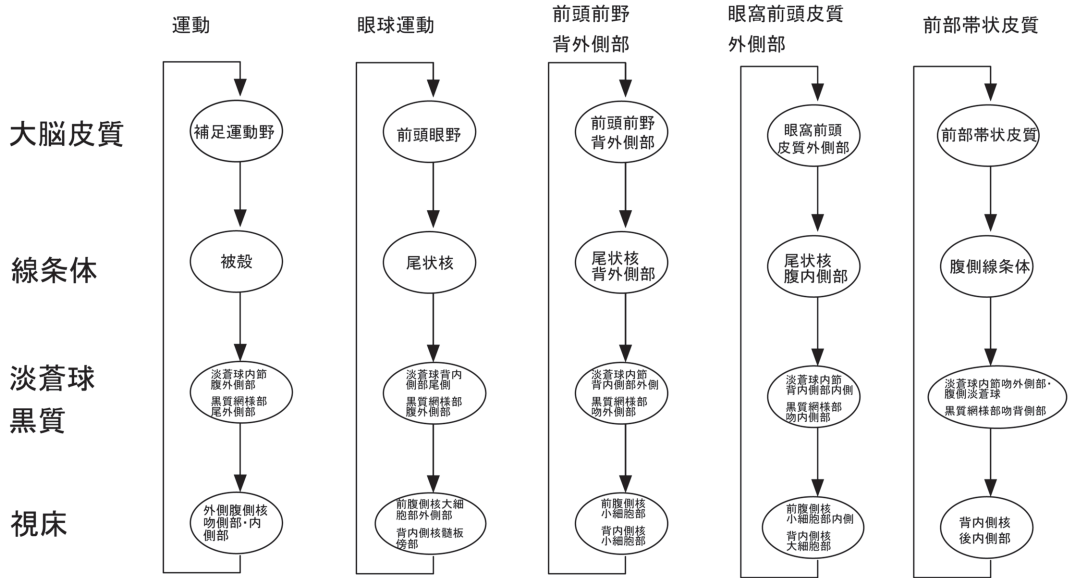 運動
眼球運動
前頭前野
背外側部
眼窩前頭皮質
外側部
前部帯状皮質
大脳皮質
補足運動野
前頭眼野
前頭前野
背外側部
眼窩前頭
皮質外側部
前部帯状皮質
線条体
被殻
尾状核
尾状核
背外側部
尾状核
腹内側部
腹側線条体
淡蒼球
黒質
淡蒼球内節
腹外側部
黒質網様部
尾外側部
淡蒼球背内
側部尾側
黒質網様部
腹外側部
淡蒼球内節
背内側部外側
黒質網様部
吻外側部
淡蒼球内節
背内側部内側
黒質網様部
吻内側部
淡蒼球内節吻外側部・
腹側淡蒼球
黒質網様部吻背側部
視床
外側腹側核
吻側部・内
側部
前腹側核大細
胞部外側部
背内側核髄板
傍部
前腹側核
小細胞部
背内側核
小細胞部
前腹側核
小細胞部内側
背内側核
大細胞部
背内側核
後内側部